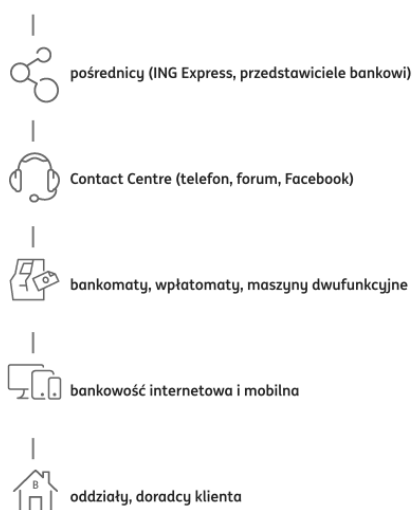 pośrednicy (ING Express, przedstawiciele bankowi)
Contact Centre (telefon, forum, Facebook)
bankomaty, wpłatomaty, maszyny dwufunkcyjne
bankowość internetowa i mobilna
B
oddziały, doradcy klienta